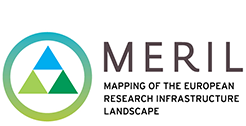 MERIL
MAPPING OF THE EUROPEAN
RESEARCH INFRASTRUCTURE
LANDSCAPE